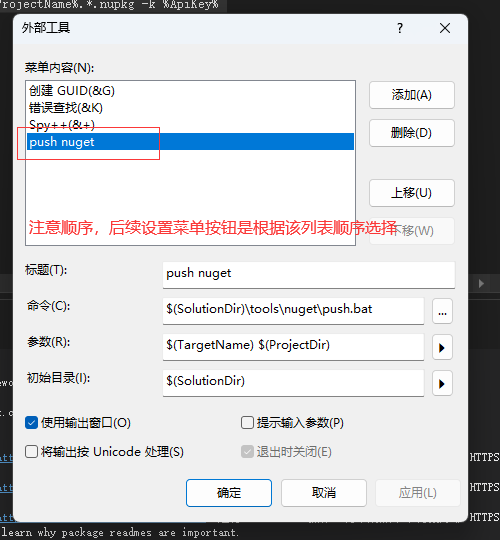 rojectName%.*.nupkg -k %ApiKey%
外部工具
菜单内容(N):
创建 GUID(&G)
错误查找(&K)
Spy++(&+)
push nuget
添加(A)
删除(D)
上移(U)
下移(W)
注意顺序，后续设置菜单按钮是根据该列表顺序选择
标题(T):
push nuget
命令(C):
$(SolutionDir)\tools\nuget\push.bat
...
参数(R):
$(TargetName) $(ProjectDir)
初始目录(I):
$(SolutionDir)
使用输出窗口(O)
提示输入参数(P)
将输出按 Unicode 处理(S)
退出时关闭(E)
确定
取消
应用(L)
ewo
t.c
att
HTTPS
att
HTTPS
att
HTTPS
learn why package readmes are important.